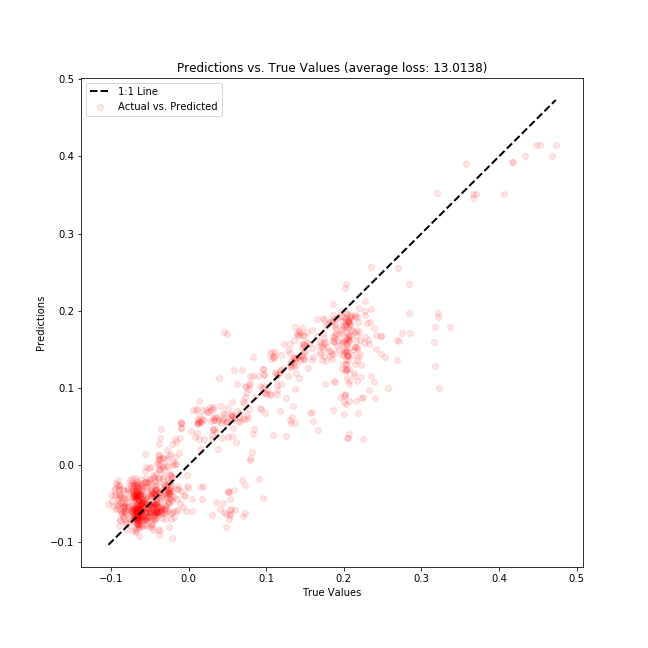 Predictions vs. True Values (average loss: 13.0138)
1:1 Line
Actual vs. Predicted
Predictions
0.5
0.4
0.3
0.2
0.1
0.0
−0.1
−0.1 0.0 0.1 0.2 0.3 0.4 0.5
True Values